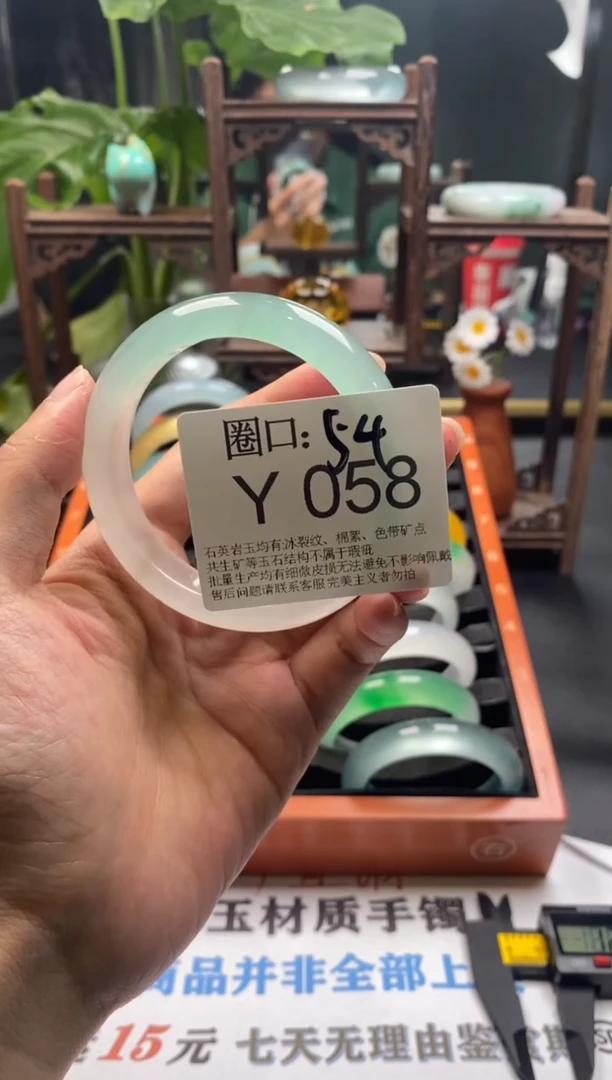 圈口:54
Y 058
石英岩玉均有冰裂纹、棉絮、色带矿点
共生矿等玉石结构不属于瑕疵
批量生产均有细微皮损无法避免不影响佩戴
售后问题请联系客服完美主义者勿拍
石
玉材质手镯
商品并非全部上
15元 七天无理由鉴赏期